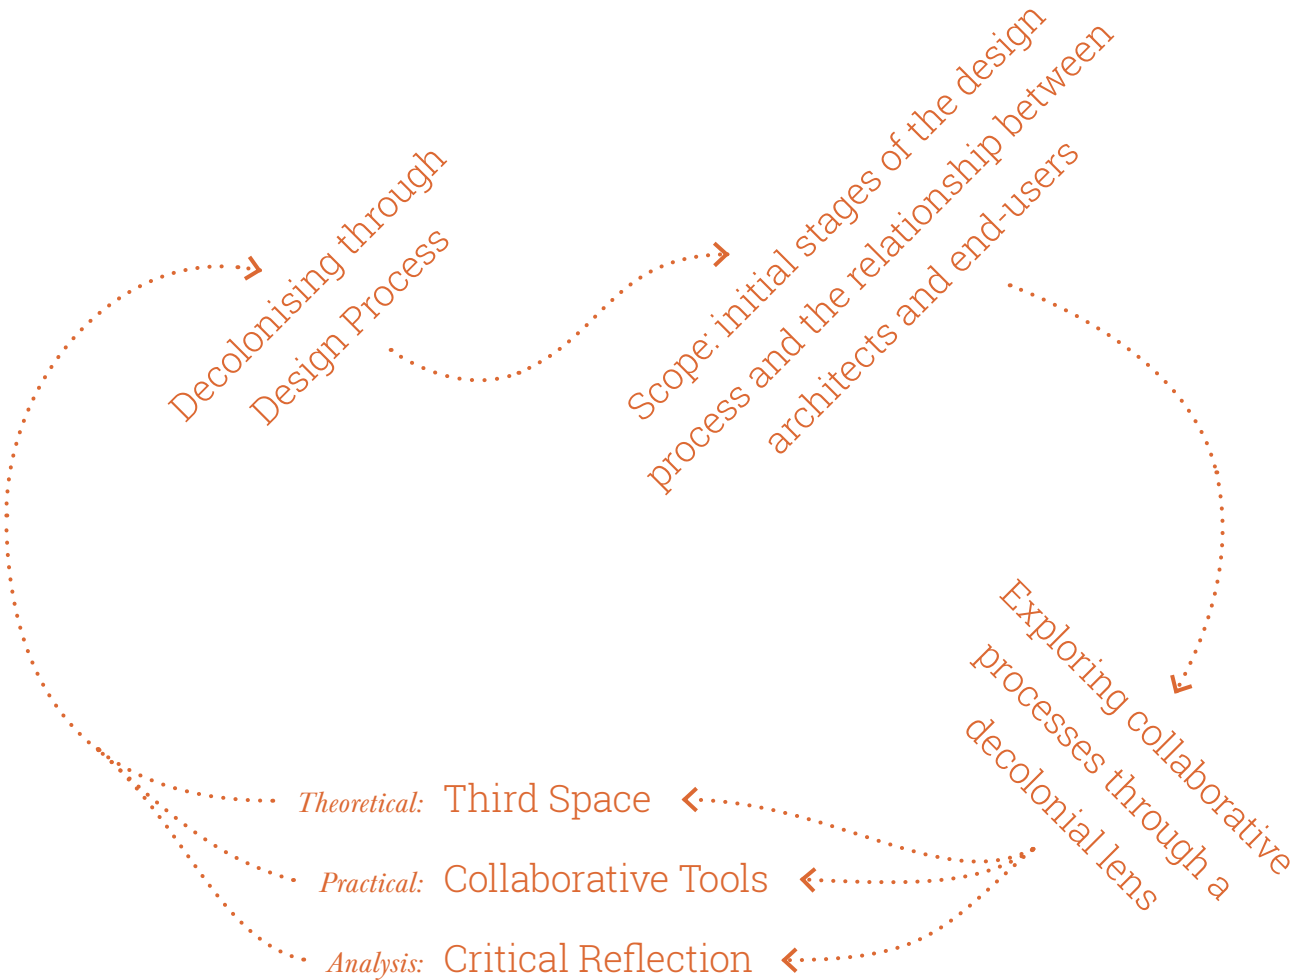 Decolonising through
Design Process
Scope: initial stages of the design
process and the relationship between
architects and end-users
Exploring collaborative
processes through a
decolonial lens
Theoretical: Third Space
Practical: Collaborative Tools
Analysis: Critical Reflection